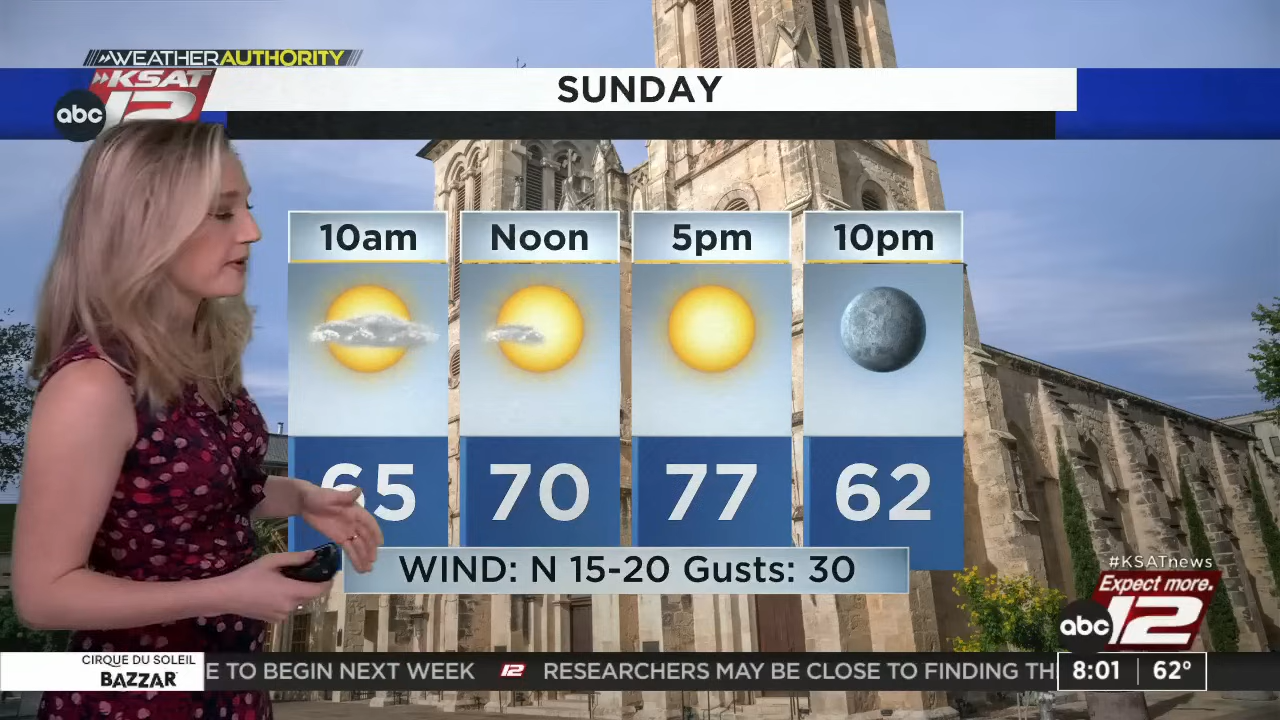 WEATHERAUTHORITY
KSAT
12
abc
SUNDAY
10am
Noon
5pm
10pm
65
70
77
62
WIND: N 15-20 Gusts: 30
#KSATnews
Expect more.
abc 12
CIRQUE DU SOLEIL
BAZZAR
E TO BEGIN NEXT WEEK 12 RESEARCHERS MAY BE CLOSE TO FINDING TH
8:01 62°